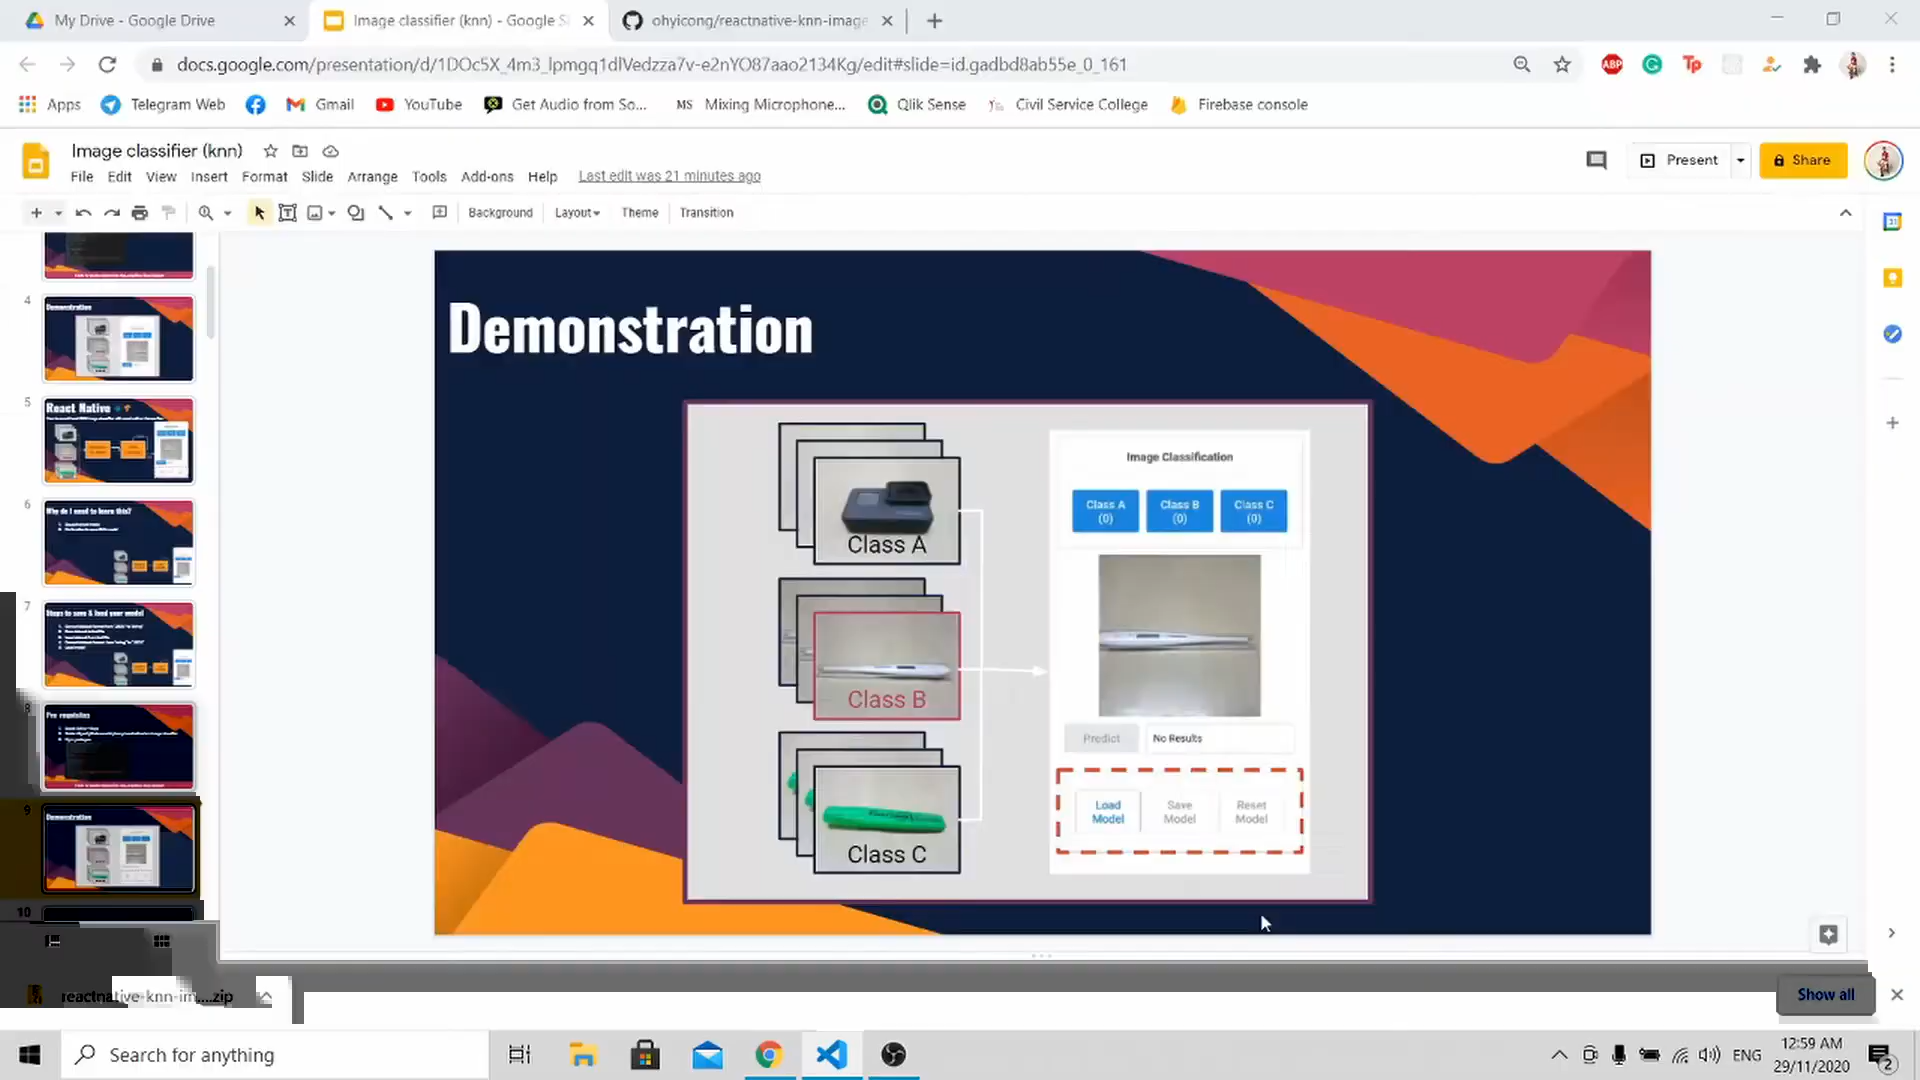 My Drive - Google Drive
Image classifier (knn) - Google S
ohyicong/reactnative-knn-image
docs.google.com/presentation/d/1DOc5X_4m3_lpmgq1dlVedzza7v-e2nYO87aao2134Kg/edit#slide=id.gadbd8ab55e_0_161
Apps Telegram Web Gmail YouTube Get Audio from So... MS Mixing Microphone... Qlik Sense Civil Service College Firebase console
Image classifier (knn)
File Edit View Insert Format Slide Arrange Tools Add-ons Help Last edit was 21 minutes ago
Present
Share
Background Layout Theme Transition
4
Demonstration
5
React Native
6
Why do I need to learn this?
7
Steps to save & load your model
8
Pre requisites
9
Demonstration
10
Demonstration
Class A
Class B
Class C
Image Classification
Class A
(0)
Class B
(0)
Class C
(0)
Predict
No Results
Load
Model
Save
Model
Reset
Model
reactnative-knn-im....zip
Show all
Search for anything
ENG
12:59 AM
29/11/2020
2